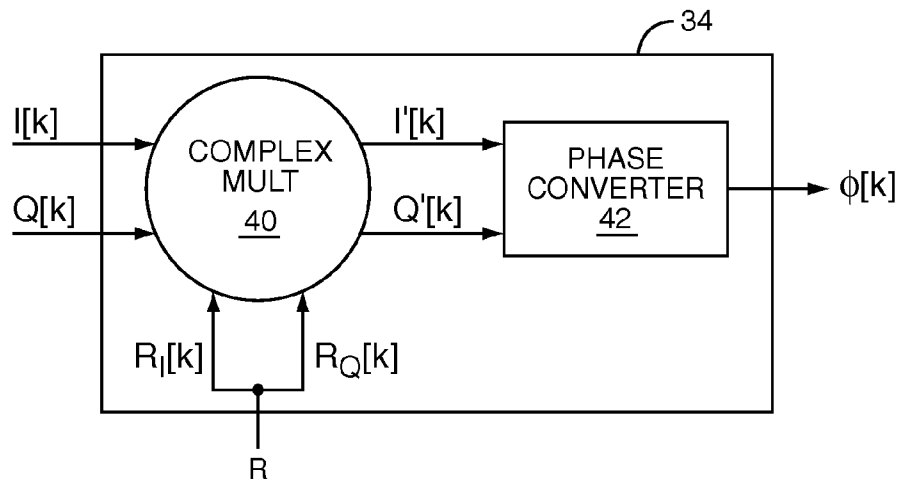 34
I[k]
Q[k]
COMPLEX
MULT
40
I'[k]
Q'[k]
PHASE
CONVERTER
42
ϕ[k]
R_I[k]
R_Q[k]
R